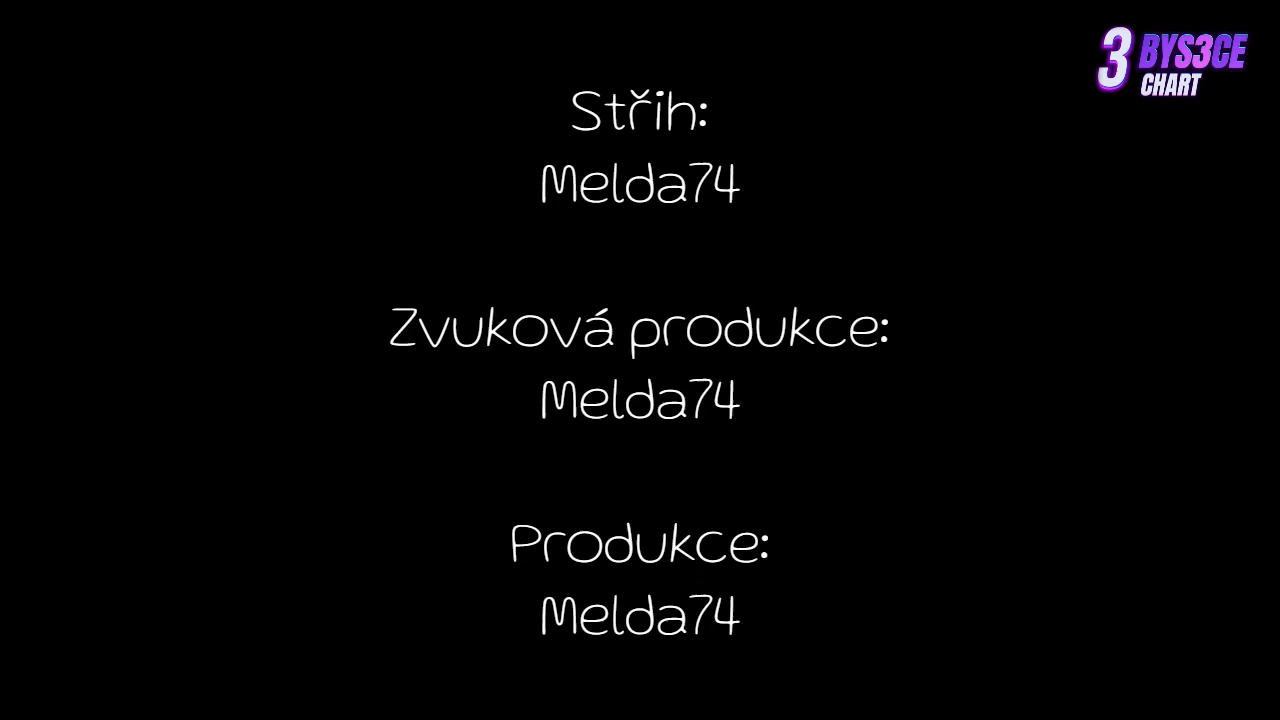 3 BYS3CE
CHART
Střih:
Melda74
Zvuková produkce:
Melda74
Produkce:
Melda74